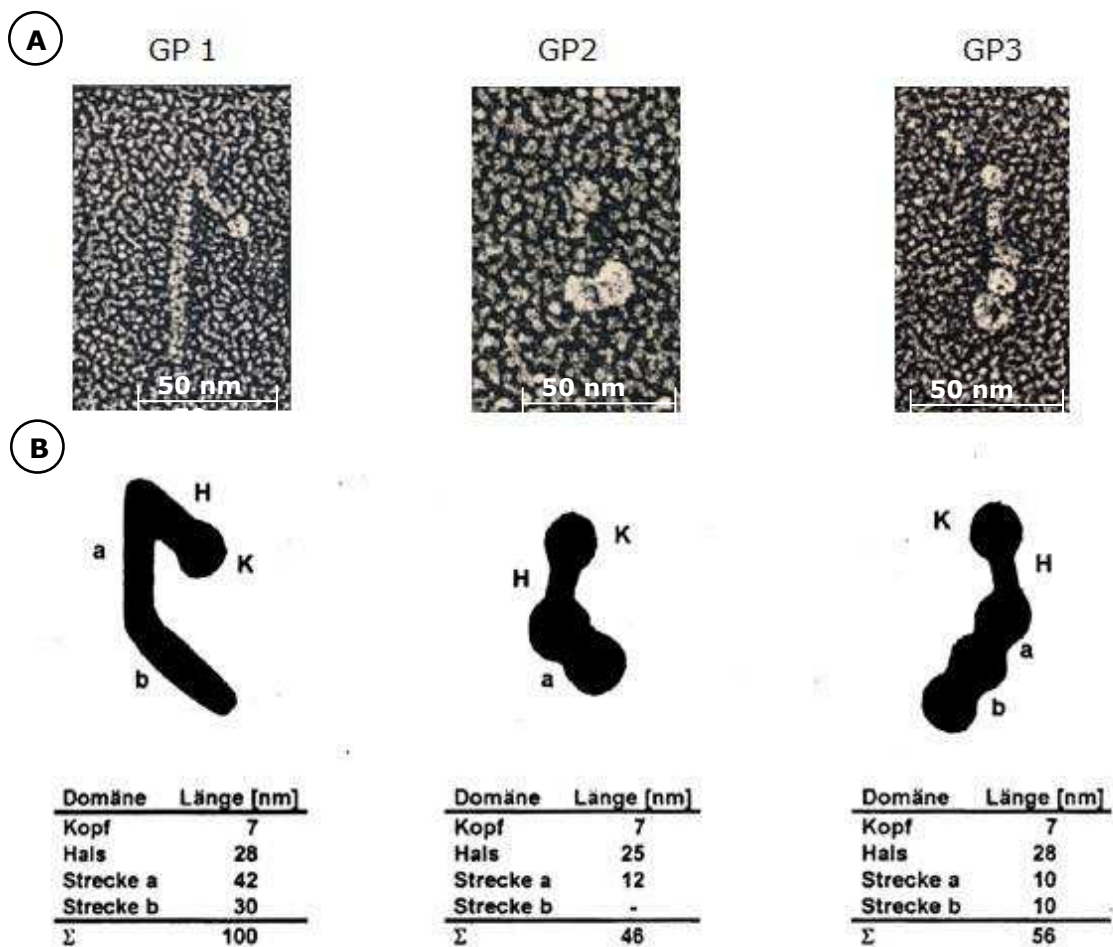 A
GP 1 GP2 GP3
50 nm 50 nm 50 nm
B
H
a
K
b
K
H
a
K
H
a
b
Domäne Länge [nm]
Kopf 7
Hals 28
Strecke a 42
Strecke b 30
Σ 100
Domäne Länge [nm]
Kopf 7
Hals 25
Strecke a 12
Strecke b -
Σ 46
Domäne Länge [nm]
Kopf 7
Hals 28
Strecke a 10
Strecke b 10
Σ 56